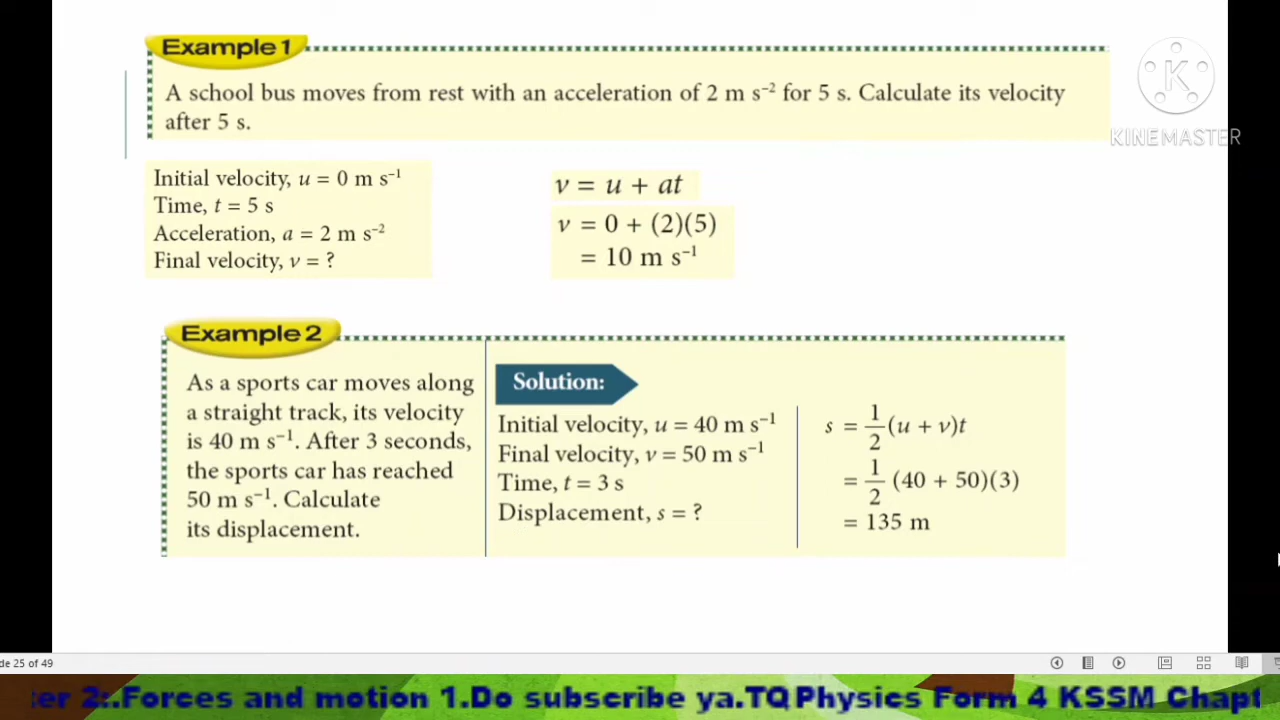 Example 1
A school bus moves from rest with an acceleration of 2 m s⁻² for 5 s. Calculate its velocity
after 5 s.
KINEMASTER
Initial velocity, u = 0 m s⁻¹
Time, t = 5 s
Acceleration, a = 2 m s⁻²
Final velocity, v = ?
v = u + at
v = 0 + (2)(5)
= 10 m s⁻¹
Example 2
As a sports car moves along
a straight track, its velocity
is 40 m s⁻¹. After 3 seconds,
the sports car has reached
50 m s⁻¹. Calculate
its displacement.
Solution:
Initial velocity, u = 40 m s⁻¹
Final velocity, v = 50 m s⁻¹
Time, t = 3 s
Displacement, s = ?
s = 1/2 (u + v)t
= 1/2 (40 + 50)(3)
= 135 m
de 25 of 49
er 2:.Forces and motion 1.Do subscribe ya.TQ Physics Form 4 KSSM Chapt